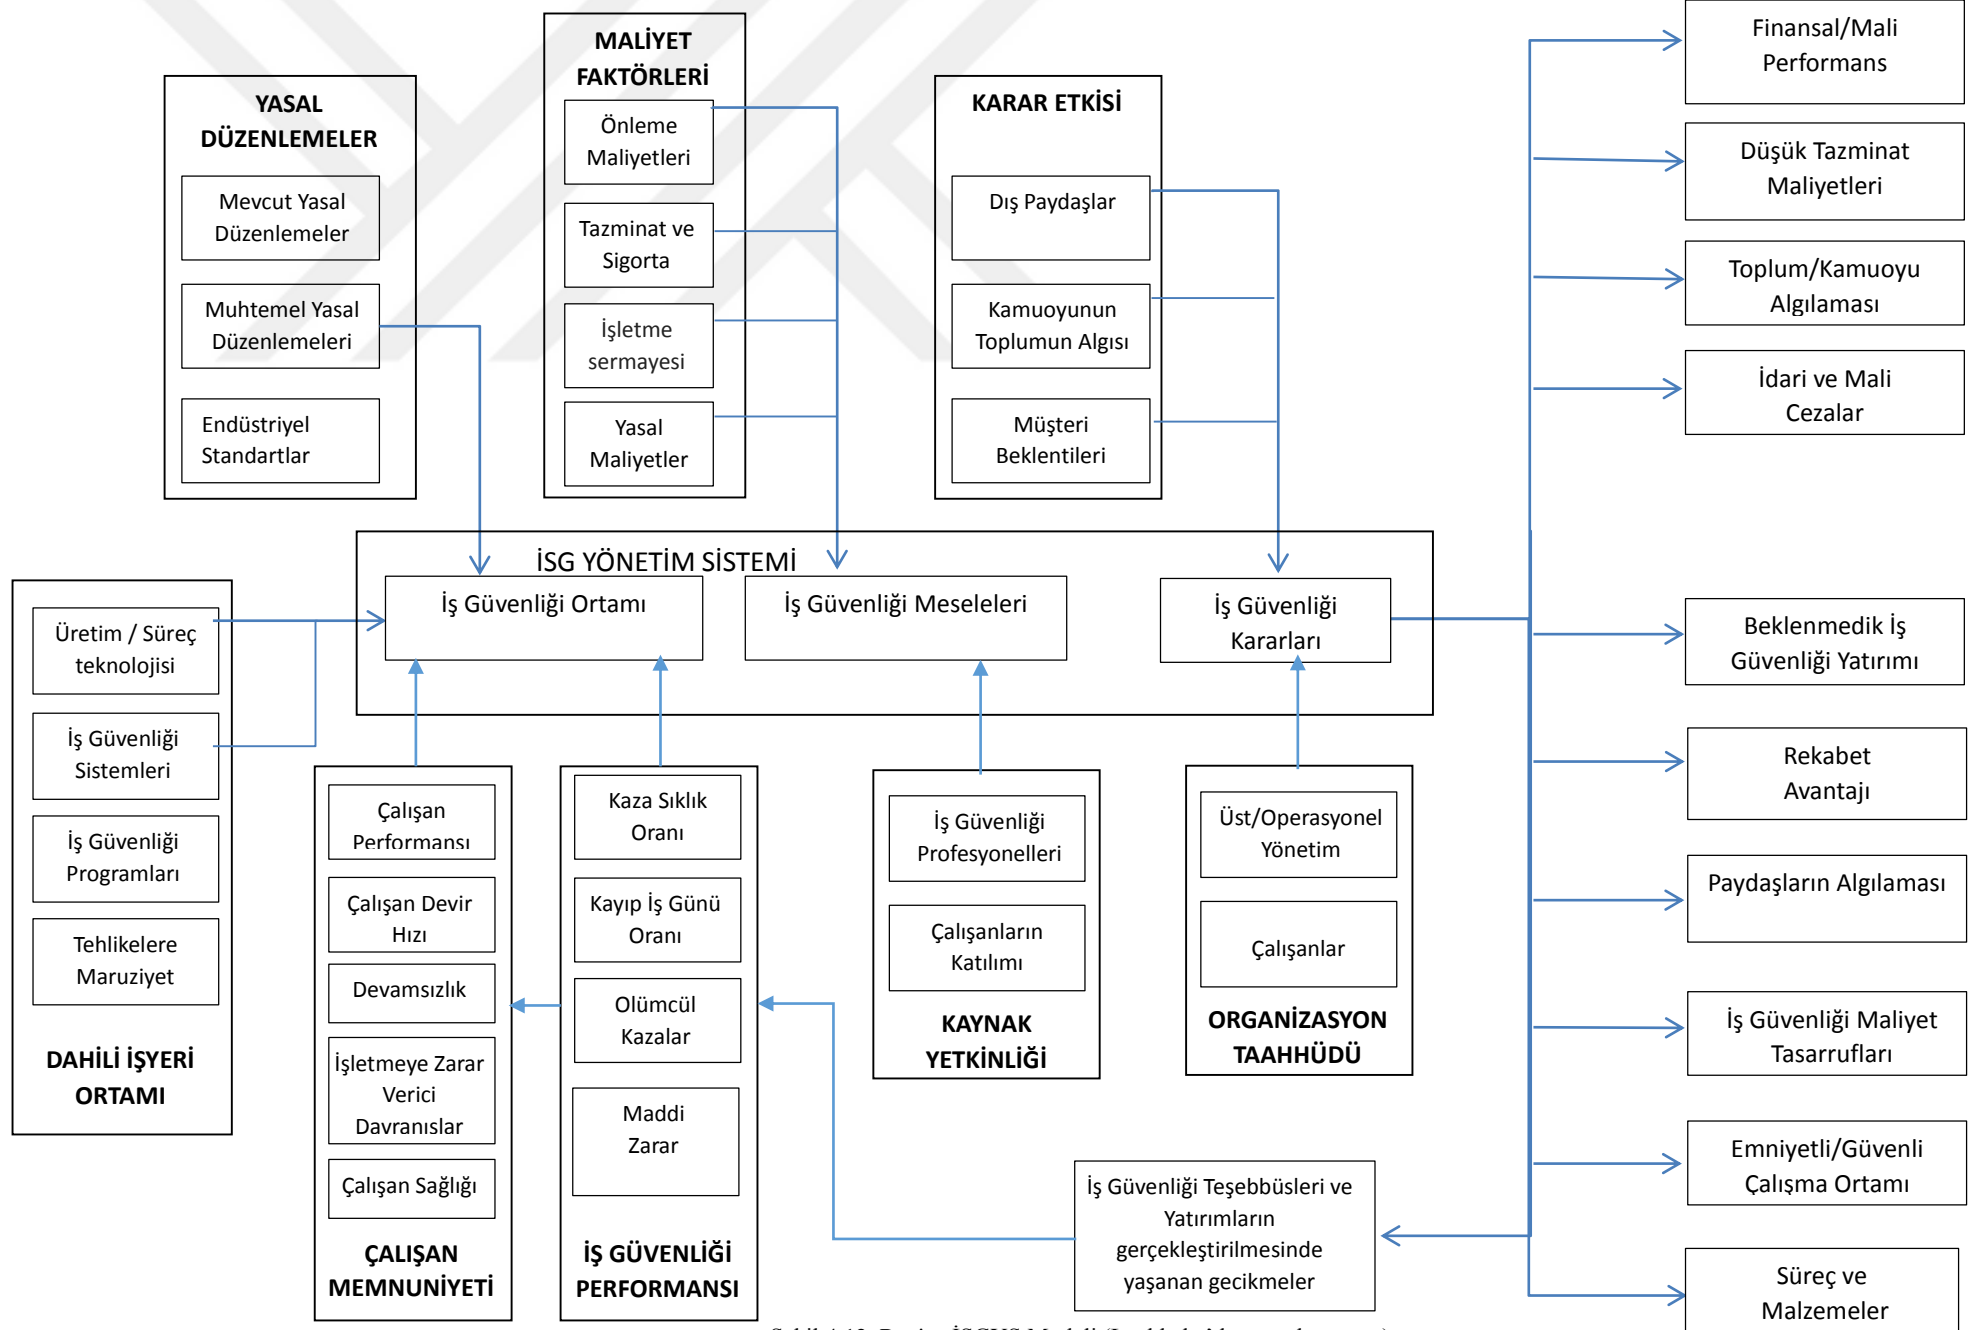 YASAL
DÜZENLEMELER
Mevcut Yasal
Düzenlemeler
Muhtemel Yasal
Düzenlemeleri
Endüstriyel
Standartlar
MALİYET
FAKTÖRLERİ
Önleme
Maliyetleri
Tazminat ve
Sigorta
İşletme
sermayesi
Yasal
Maliyetler
KARAR ETKİSİ
Dış Paydaşlar
Kamuoyunun
Toplumun Algısı
Müşteri
Beklentileri
İSG YÖNETİM SİSTEMİ
İş Güvenliği Ortamı
İş Güvenliği Meseleleri
İş Güvenliği
Kararları
Üretim / Süreç
teknolojisi
İş Güvenliği
Sistemleri
İş Güvenliği
Programları
Tehlikelere
Maruziyet
DAHİLİ İŞYERİ
ORTAMI
Çalışan
Performansı
Çalışan Devir
Hızı
Devamsızlık
İşletmeye Zarar
Verici
Davranıslar
Çalışan Sağlığı
ÇALIŞAN
MEMNUNİYETİ
Kaza Sıklık
Oranı
Kayıp İş Günü
Oranı
Olümcül
Kazalar
Maddi
Zarar
İŞ GÜVENLİĞİ
PERFORMANSI
İş Güvenliği
Profesyonelleri
Çalışanların
Katılımı
KAYNAK
YETKİNLİĞİ
Üst/Operasyonel
Yönetim
Çalışanlar
ORGANİZASYON
TAAHHÜDÜ
İş Güvenliği Teşebbüsleri ve
Yatırımların
gerçekleştirilmesinde
yaşanan gecikmeler
Finansal/Mali
Performans
Düşük Tazminat
Maliyetleri
Toplum/Kamuoyu
Algılaması
İdari ve Mali
Cezalar
Beklenmedik İş
Güvenliği Yatırımı
Rekabet
Avantajı
Paydaşların Algılaması
İş Güvenliği Maliyet
Tasarrufları
Emniyetli/Güvenli
Çalışma Ortamı
Süreç ve
Malzemeler